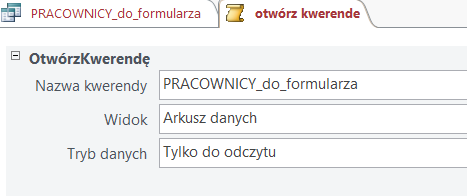 PRACOWNICY_do_formularza
otwórz kwerende
OtwórzKwerendę
Nazwa kwerendy PRACOWNICY_do_formularza
Widok Arkusz danych
Tryb danych Tylko do odczytu